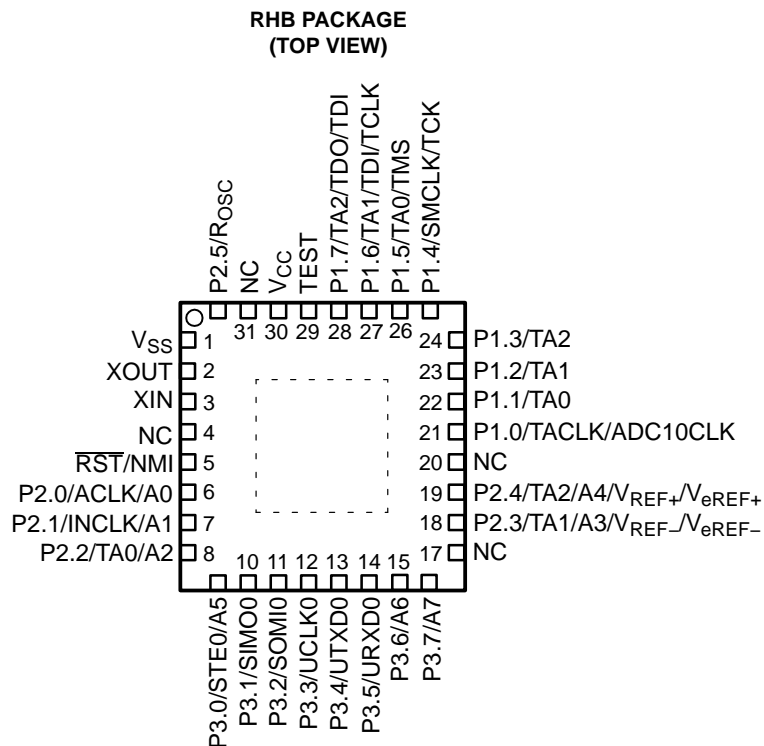 RHB PACKAGE
(TOP VIEW)
P2.5/ROSC
NC
VCC
TEST
P1.7/TA2/TDO/TDI
P1.6/TA1/TDI/TCLK
P1.5/TA0/TMS
P1.4/SMCLK/TCK
31 30 29 28 27 26
VSS 1
XOUT 2
XIN 3
NC 4
RST/NMI 5
P2.0/ACLK/A0 6
P2.1/INCLK/A1 7
P2.2/TA0/A2 8
24 P1.3/TA2
23 P1.2/TA1
22 P1.1/TA0
21 P1.0/TACLK/ADC10CLK
20 NC
19 P2.4/TA2/A4/VREF+/VeREF+
18 P2.3/TA1/A3/VREF−/VeREF−
17 NC
10 11 12 13 14 15
P3.0/STE0/A5
P3.1/SIMO0
P3.2/SOMI0
P3.3/UCLK0
P3.4/UTXD0
P3.5/URXD0
P3.6/A6
P3.7/A7